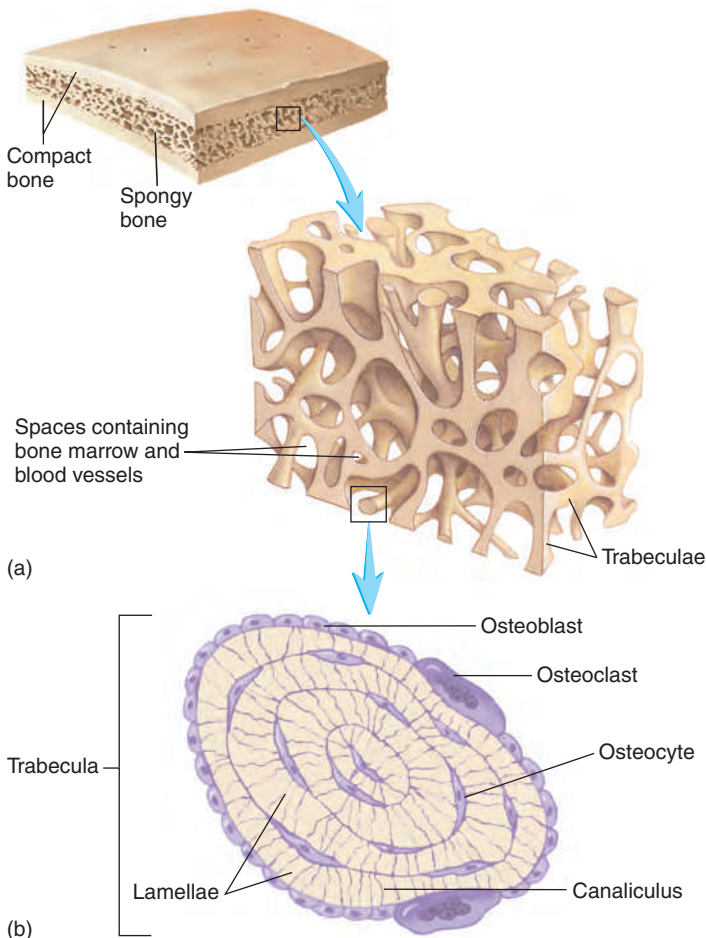 Compact
bone
Spongy
bone
Spaces containing
bone marrow and
blood vessels
Trabeculae
(a)
Osteoblast
Osteoclast
Trabecula
Osteocyte
Lamellae
Canaliculus
(b)